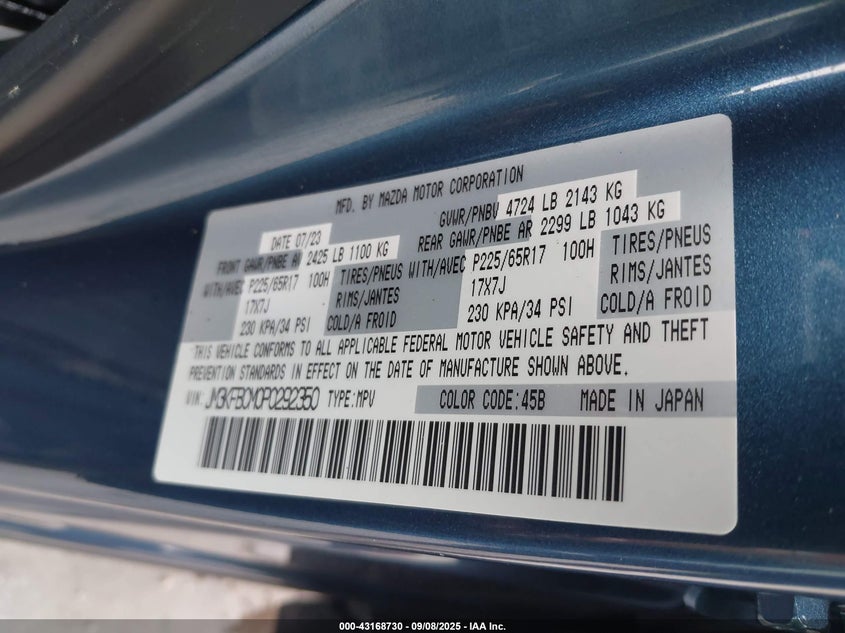 MFD. BY MAZDA MOTOR CORPORATION
DATE 07/23 GVWR/PNBV 4724 LB 2143 KG
FRONT GAWR/PNBE AV 2425 LB 1100 KG REAR GAWR/PNBE AR 2299 LB 1043 KG
WITH/AVEC P225/65R17 100H TIRES/PNEUS WITH/AVEC P225/65R17 100H TIRES/PNEUS
17X7J RIMS/JANTES 17X7J RIMS/JANTES
230 KPA/34 PSI COLD/A FROID 230 KPA/34 PSI COLD/A FROID
THIS VEHICLE CONFORMS TO ALL APPLICABLE FEDERAL MOTOR VEHICLE SAFETY AND THEFT
PREVENTION STANDARDS IN EFFECT ON THE DATE OF MANUFACTURE SHOWN ABOVE.
VIN: JM3KFBCM0P0292350 TYPE:MPV COLOR CODE:45B MADE IN JAPAN
000-43168730 - 09/08/2025 - IAA Inc.